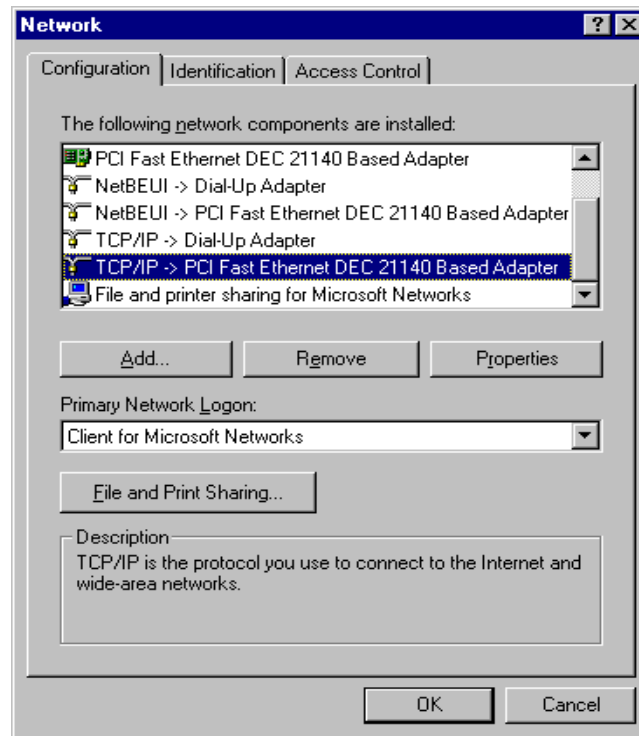 Network
Configuration Identification Access Control
The following network components are installed:
PCI Fast Ethernet DEC 21140 Based Adapter
NetBEUI -> Dial-Up Adapter
NetBEUI -> PCI Fast Ethernet DEC 21140 Based Adapter
TCP/IP -> Dial-Up Adapter
TCP/IP -> PCI Fast Ethernet DEC 21140 Based Adapter
File and printer sharing for Microsoft Networks
Add... Remove Properties
Primary Network Logon:
Client for Microsoft Networks
File and Print Sharing...
Description
TCP/IP is the protocol you use to connect to the Internet and
wide-area networks.
OK Cancel